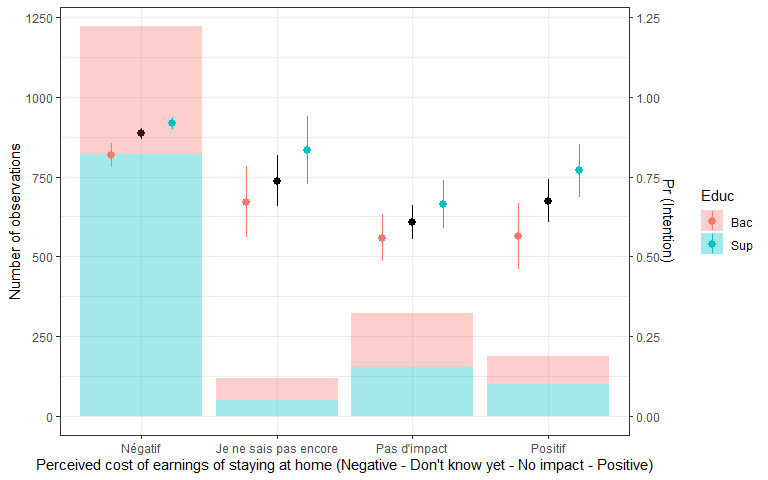 1250
1000
750
500
250
0
Number of observations
1.25
1.00
0.75
0.50
0.25
0.00
Pr (Intention)
Négatif
Je ne sais pas encore
Pas d'impact
Positif
Perceived cost of earnings of staying at home (Negative - Don't know yet - No impact - Positive)
Educ
Bac
Sup